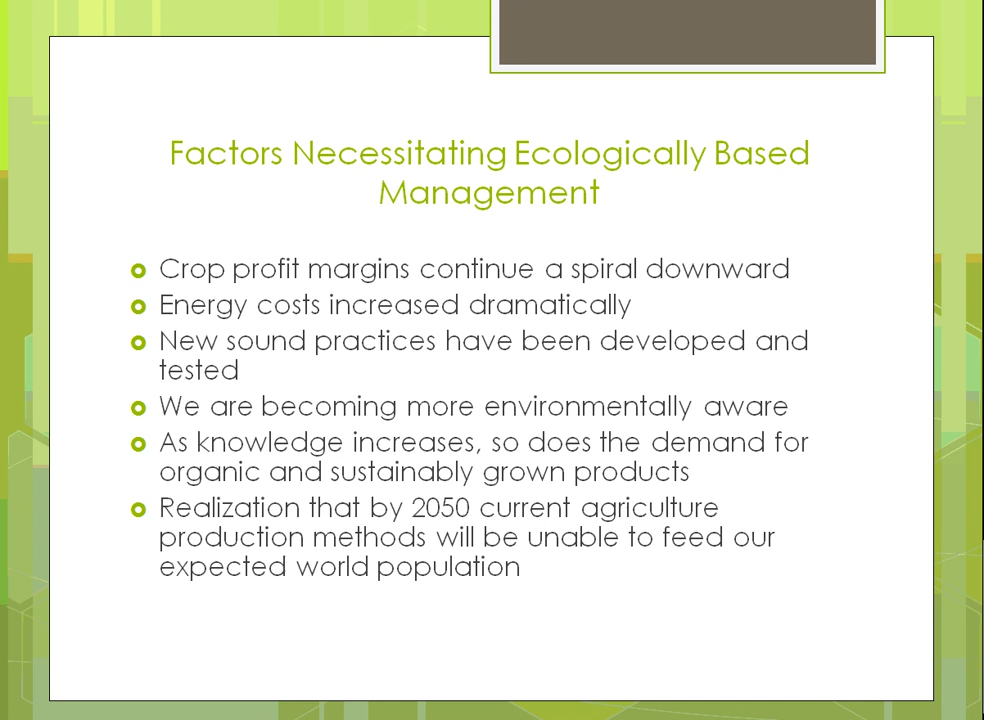 Factors Necessitating Ecologically Based
Management
Crop profit margins continue a spiral downward
Energy costs increased dramatically
New sound practices have been developed and
tested
We are becoming more environmentally aware
As knowledge increases, so does the demand for
organic and sustainably grown products
Realization that by 2050 current agriculture
production methods will be unable to feed our
expected world population